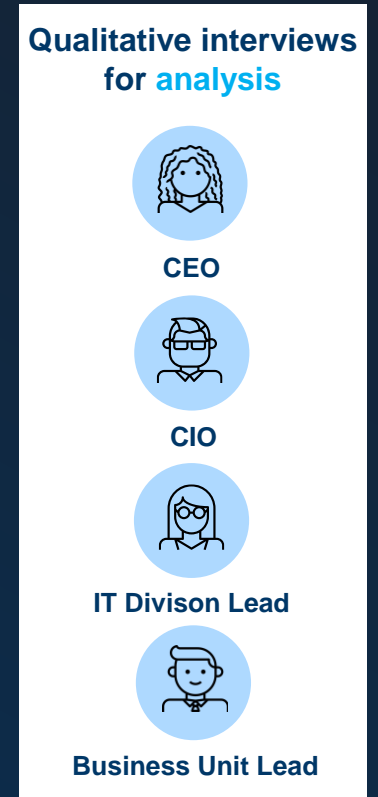 Qualitative interviews
for analysis
CEO
CIO
IT Divison Lead
Business Unit Lead